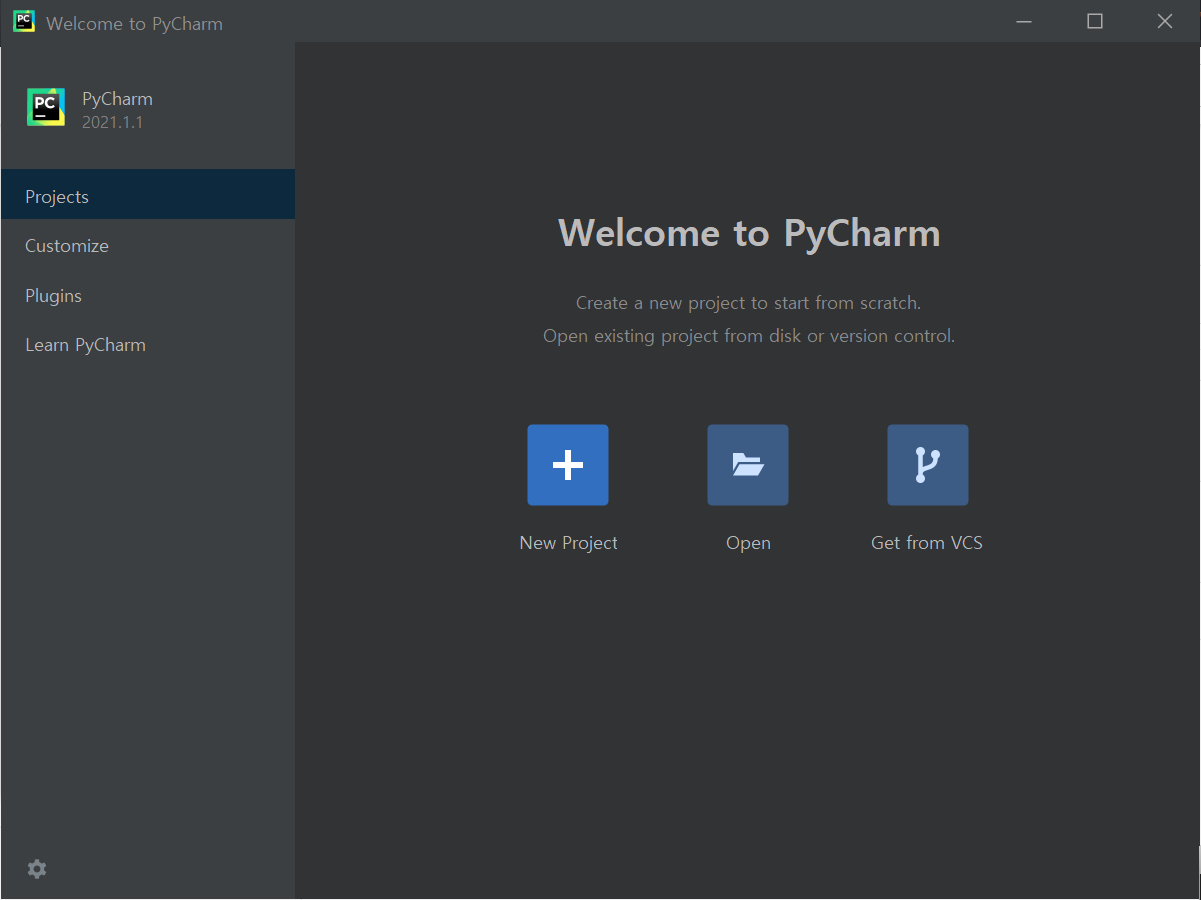 PC Welcome to PyCharm
PC
PyCharm
2021.1.1
Projects
Customize
Plugins
Learn PyCharm
Welcome to PyCharm
Create a new project to start from scratch.
Open existing project from disk or version control.
New Project
Open
Get from VCS